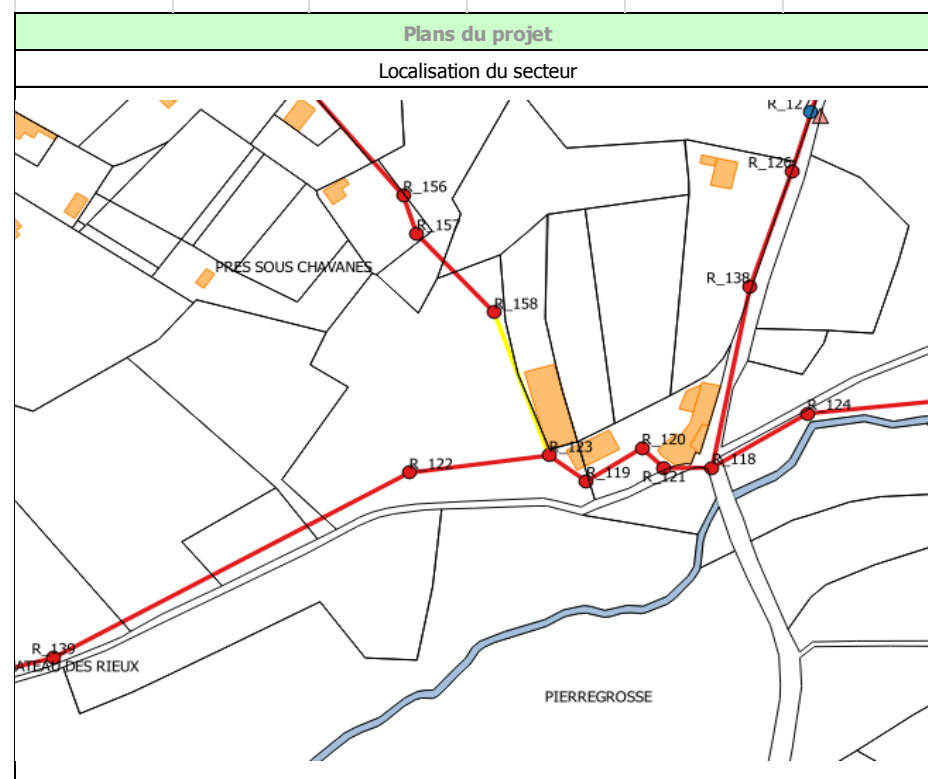 Plans du projet
Localisation du secteur
R_127
R_126
R_156
R_157
PRES SOUS CHAVANES
R_138
R_158
R_124
R_120
R_123
R_118
R_122
R_121
R_119
R_139
ATEAU DES RIEUX
PIERREGROSSE